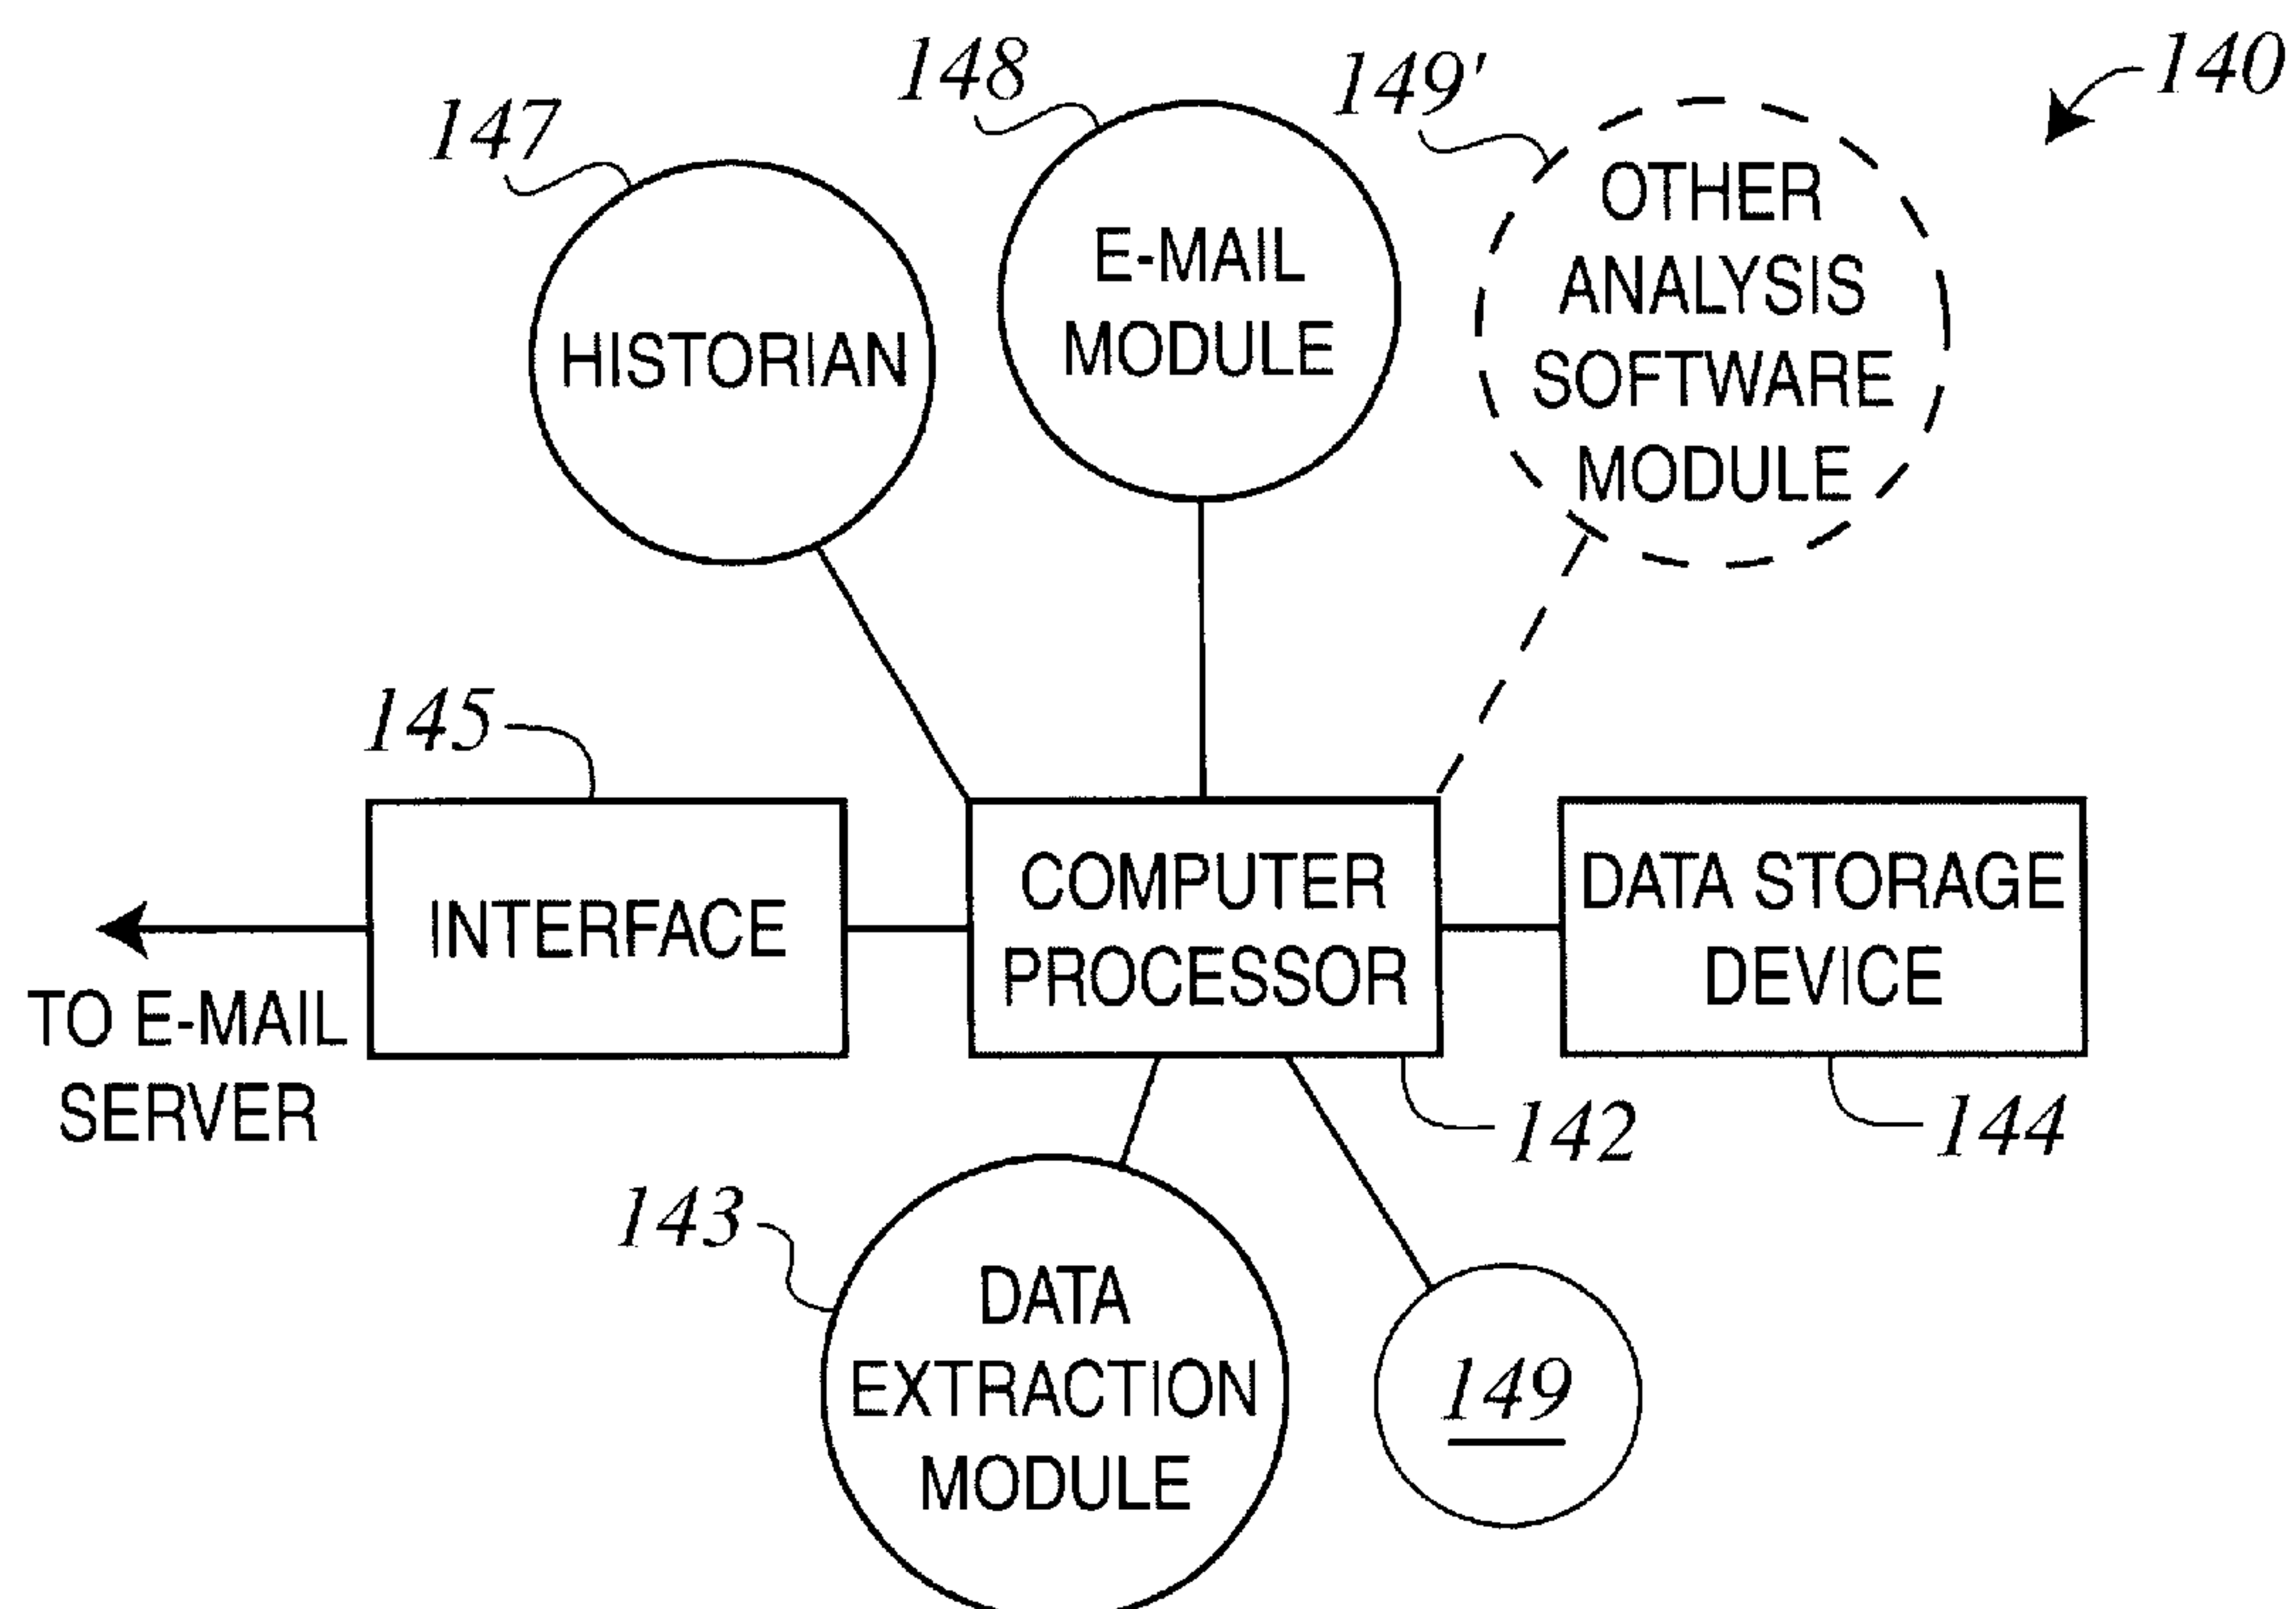 140
148
149'
147
OTHER
ANALYSIS
SOFTWARE
MODULE
E-MAIL
MODULE
HISTORIAN
145
INTERFACE
COMPUTER
PROCESSOR
DATA STORAGE
DEVICE
TO E-MAIL
SERVER
142
144
143
DATA
EXTRACTION
MODULE
149